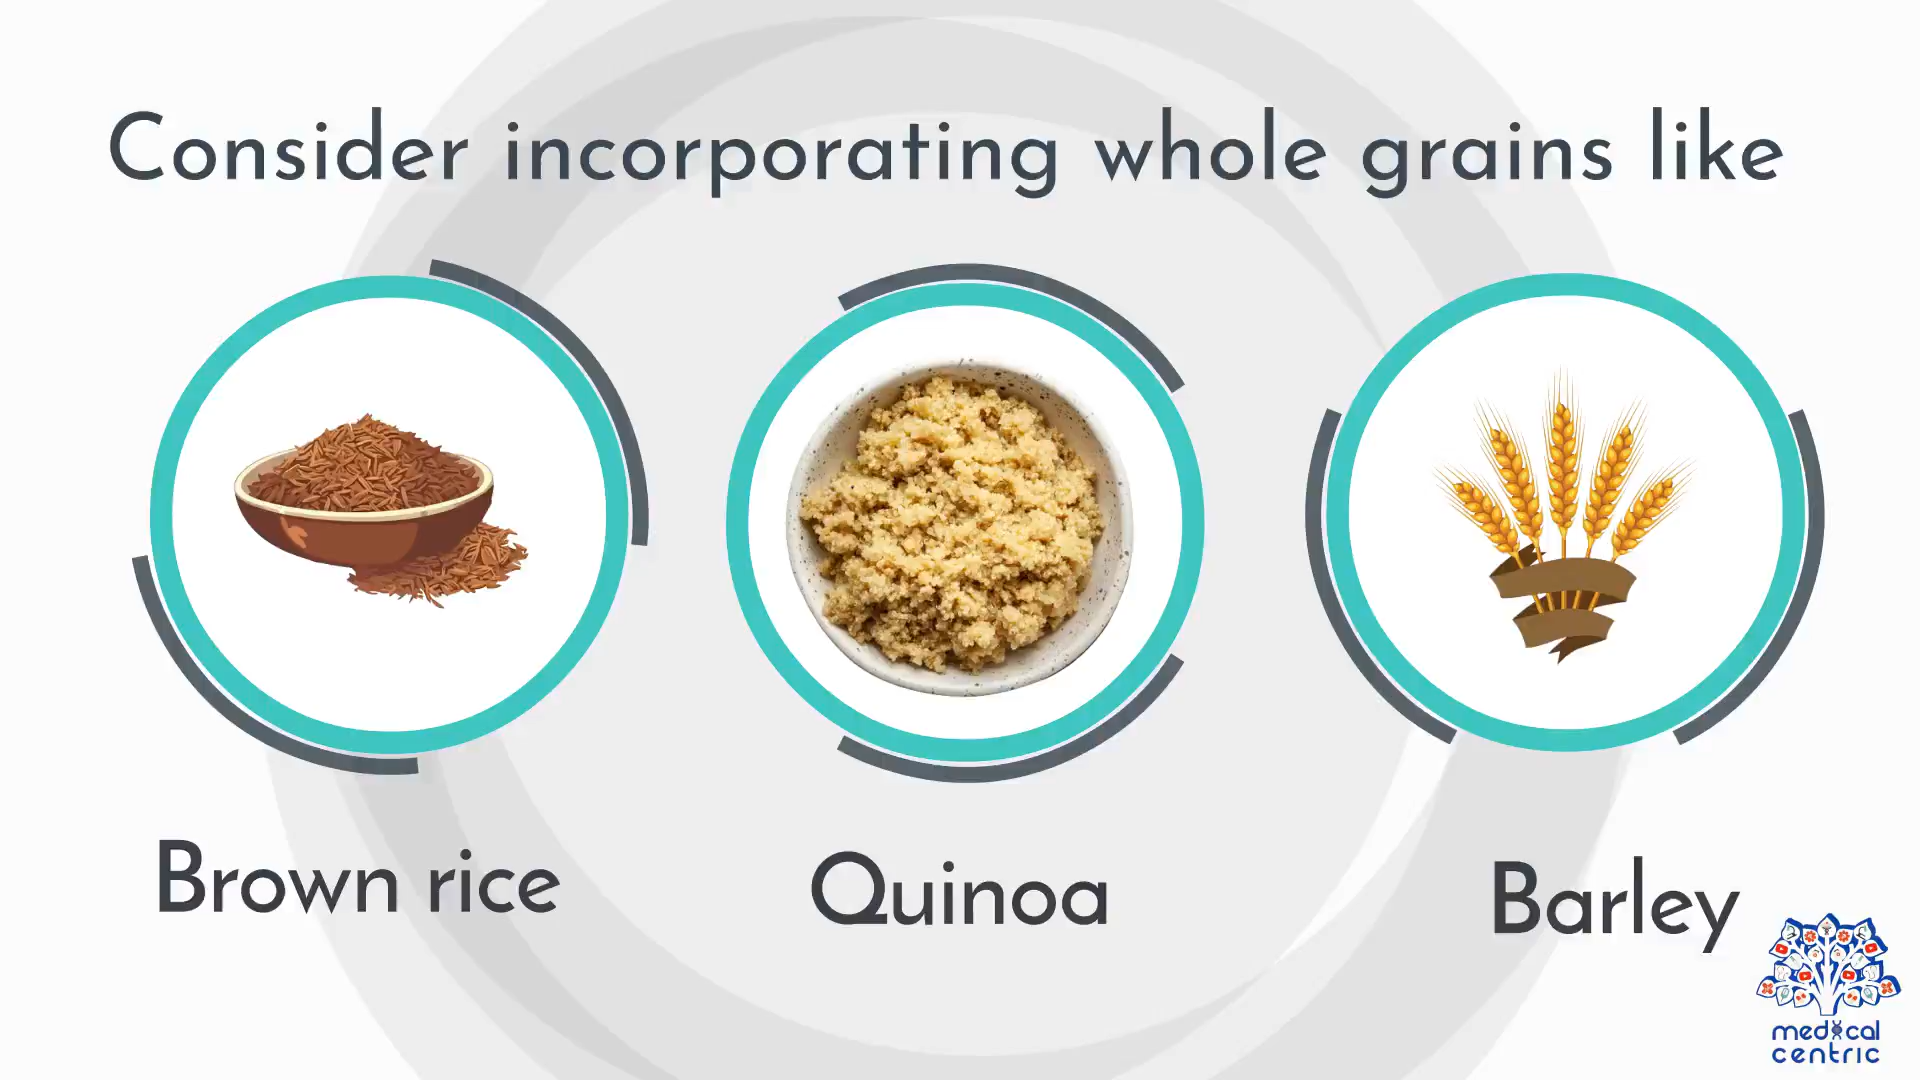 Consider incorporating whole grains like
Brown rice
Quinoa
Barley
medical
centric